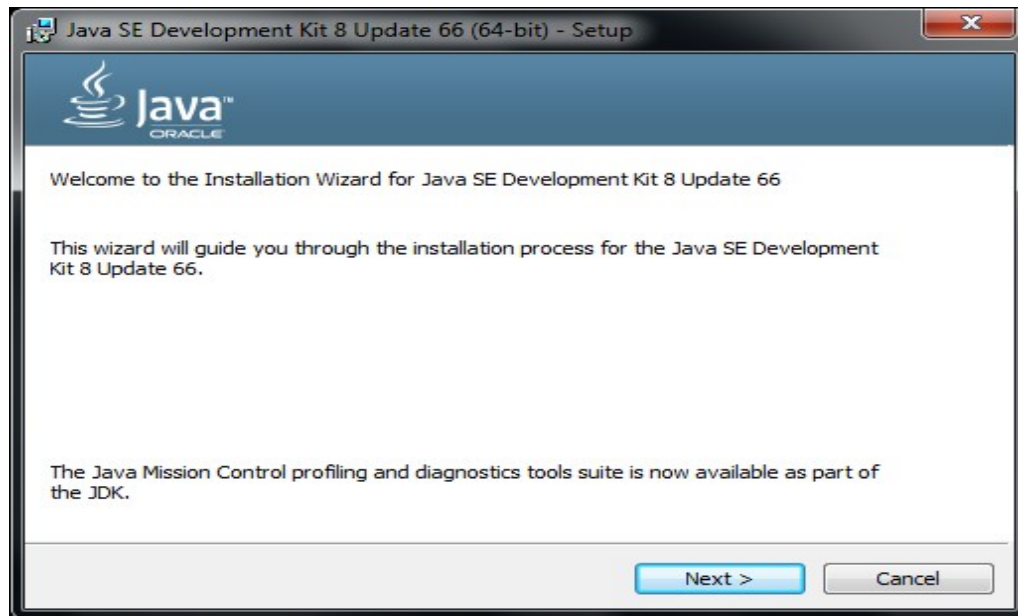 Java SE Development Kit 8 Update 66 (64-bit) - Setup
Java™
ORACLE
Welcome to the Installation Wizard for Java SE Development Kit 8 Update 66
This wizard will guide you through the installation process for the Java SE Development
Kit 8 Update 66.
The Java Mission Control profiling and diagnostics tools suite is now available as part of
the JDK.
Next >
Cancel